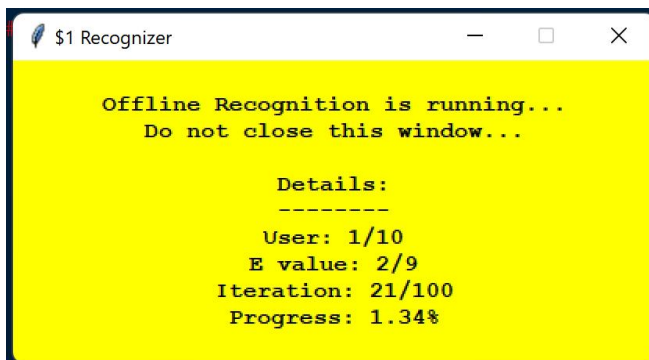 $1 Recognizer
Offline Recognition is running...
Do not close this window...
Details:
--------
User: 1/10
E value: 2/9
Iteration: 21/100
Progress: 1.34%